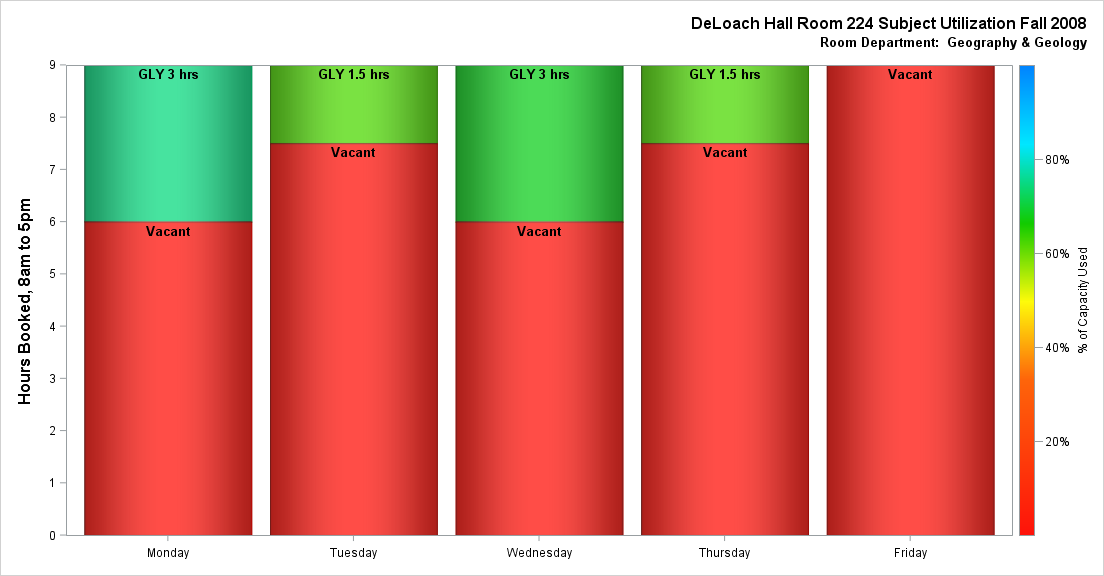 DeLoach Hall Room 224 Subject Utilization Fall 2008
Room Department:  Geography & Geology
Hours Booked, 8am to 5pm
9
8
7
6
5
4
3
2
1
0
GLY 3 hrs
Vacant
GLY 1.5 hrs
Vacant
GLY 3 hrs
Vacant
GLY 1.5 hrs
Vacant
Vacant
Monday
Tuesday
Wednesday
Thursday
Friday
80%
60%
40%
20%
% of Capacity Used